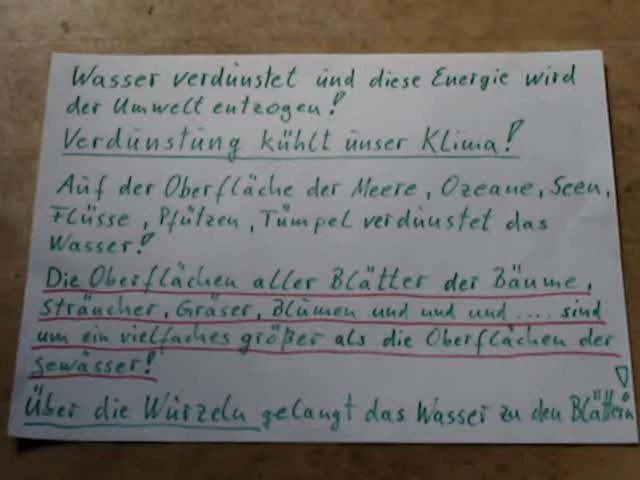 Wasser verdunstet und diese Energie wird
der Umwelt entzogen!
Verdunstung kühlt unser Klima!
Auf der Oberfläche der Meere, Ozeane, Seen,
Flüsse, Pfützen, Tümpel verdunstet das
Wasser!
Die Oberflächen aller Blätter der Bäume,
Sträucher, Gräser, Blumen und und und .... sind
um ein vielfaches größer als die Oberflächen der
Gewässer!
Über die Wurzeln gelangt das Wasser zu den Blättern!